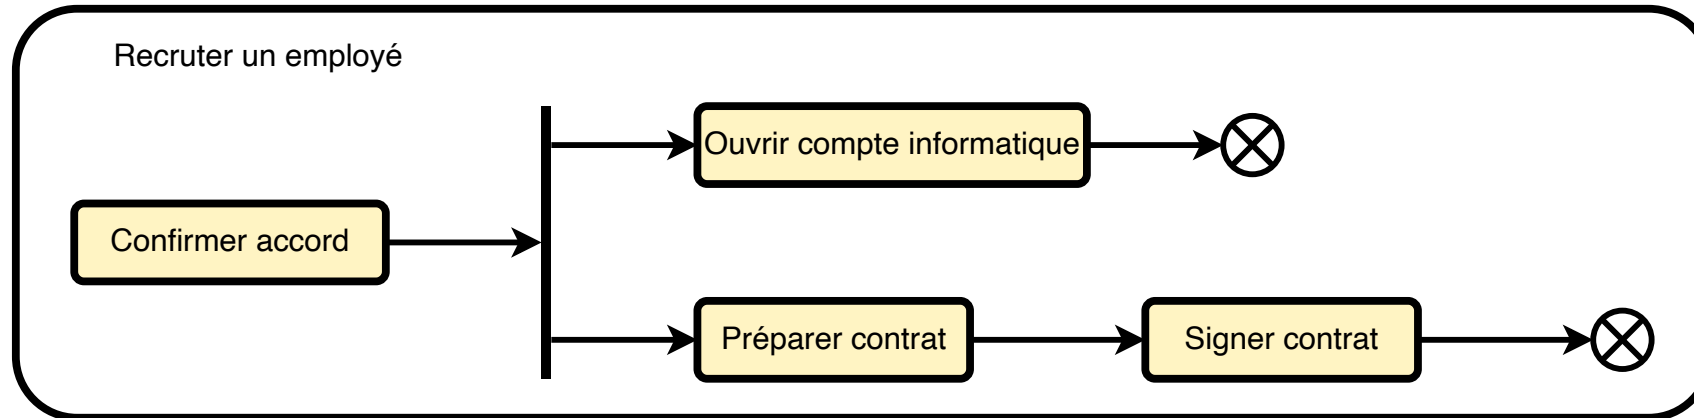 Recruter un employé
Ouvrir compte informatique
Confirmer accord
Préparer contrat
Signer contrat